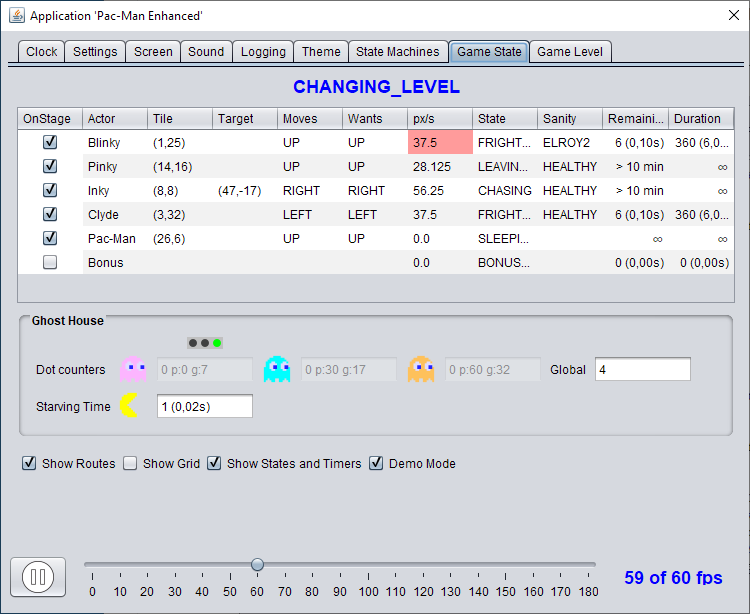 Application 'Pac-Man Enhanced'
Clock Settings Screen Sound Logging Theme State Machines Game State Game Level
CHANGING_LEVEL
OnStage Actor Tile Target Moves Wants px/s State Sanity Remaini... Duration
Blinky (1,25) UP UP 37.5 FRIGHT... ELROY2 6 (0,10s) 360 (6,0...
Pinky (14,16) UP UP 28.125 LEAVIN... HEALTHY > 10 min ∞
Inky (8,8) (47,-17) RIGHT RIGHT 56.25 CHASING HEALTHY > 10 min ∞
Clyde (3,32) LEFT LEFT 37.5 FRIGHT... HEALTHY 6 (0,10s) 360 (6,0...
Pac-Man (26,6) UP UP 0.0 SLEEPI... ∞ ∞
Bonus 0.0 BONUS... 0 (0,00s) 0 (0,00s)
Ghost House
Dot counters 0 p:0 g:7 0 p:30 g:17 0 p:60 g:32 Global 4
Starving Time 1 (0,02s)
Show Routes Show Grid Show States and Timers Demo Mode
59 of 60 fps
0 10 20 30 40 50 60 70 80 90 100 110 120 130 140 150 160 170 180